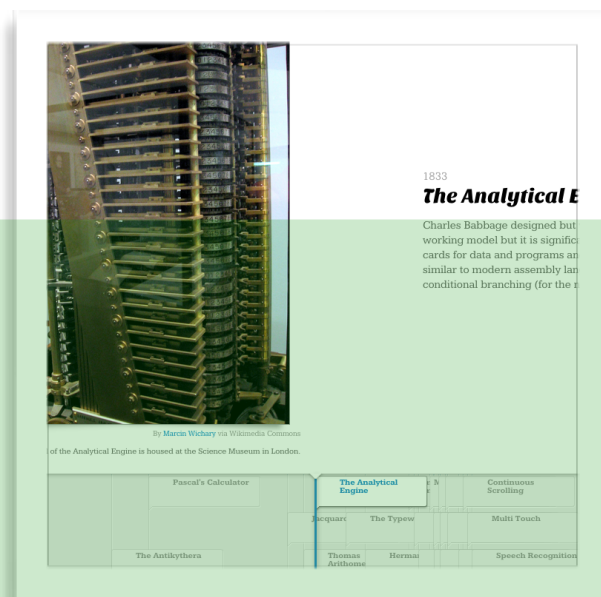 1833
The Analytical E
Charles Babbage designed but
working model but it is signific
cards for data and programs an
similar to modern assembly lan
conditional branching (for the
By Marcin Wichary via Wikimedia Commons
of the Analytical Engine is housed at the Science Museum in London.
Pascal's Calculator
The Analytical
Engine
Continuous
Scrolling
Jacquard
The Typew
Multi Touch
The Antikythera
Thomas
Arithome
Herma
Speech Recognition